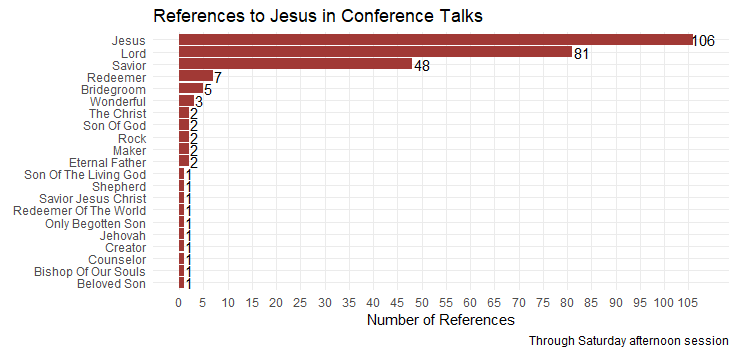 References to Jesus in Conference Talks
Jesus 106
Lord 81
Savior 48
Redeemer 7
Bridegroom 5
Wonderful 3
The Christ 2
Son Of God 2
Rock 2
Maker 2
Eternal Father 2
Son Of The Living God 1
Shepherd 1
Savior Jesus Christ 1
Redeemer Of The World 1
Only Begotten Son 1
Jehovah 1
Creator 1
Counselor 1
Bishop Of Our Souls 1
Beloved Son 1
0 5 10 15 20 25 30 35 40 45 50 55 60 65 70 75 80 85 90 95 100 105
Number of References
Through Saturday afternoon session